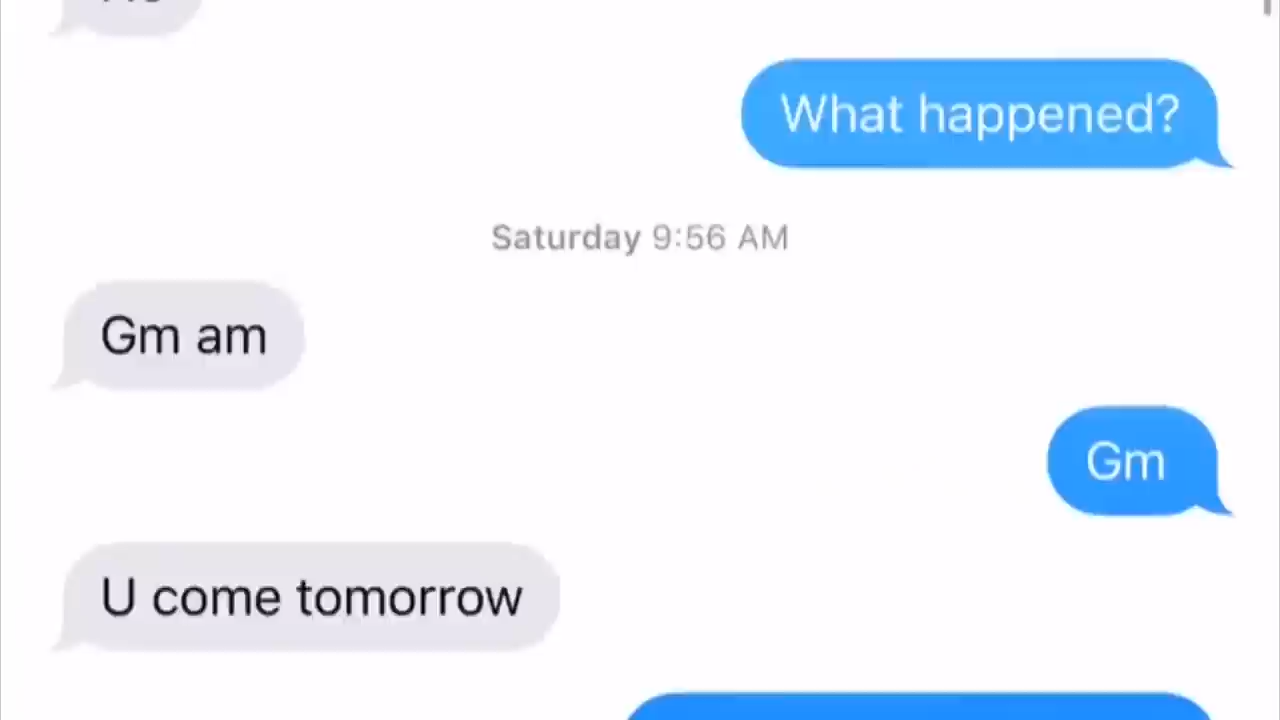 What happened?
Saturday 9:56 AM
Gm am
Gm
U come tomorrow